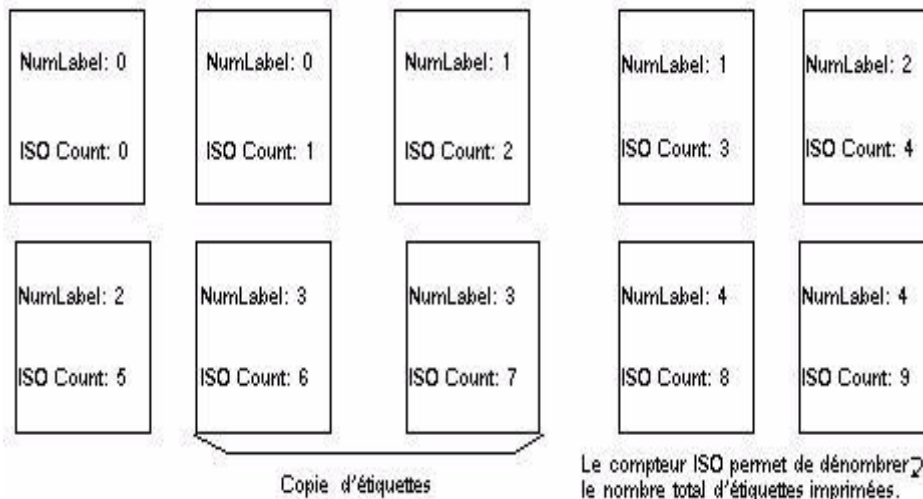 NumLabel: 0
NumLabel: 0
NumLabel: 1
NumLabel: 1
NumLabel: 2
ISO Count: 0
ISO Count: 1
ISO Count: 2
ISO Count: 3
ISO Count: 4
NumLabel: 2
NumLabel: 3
NumLabel: 3
NumLabel: 4
NumLabel: 4
ISO Count: 5
ISO Count: 6
ISO Count: 7
ISO Count: 8
ISO Count: 9
Copie d'étiquettes
Le compteur ISO permet de dénombrer
le nombre total d'étiquettes imprimées.